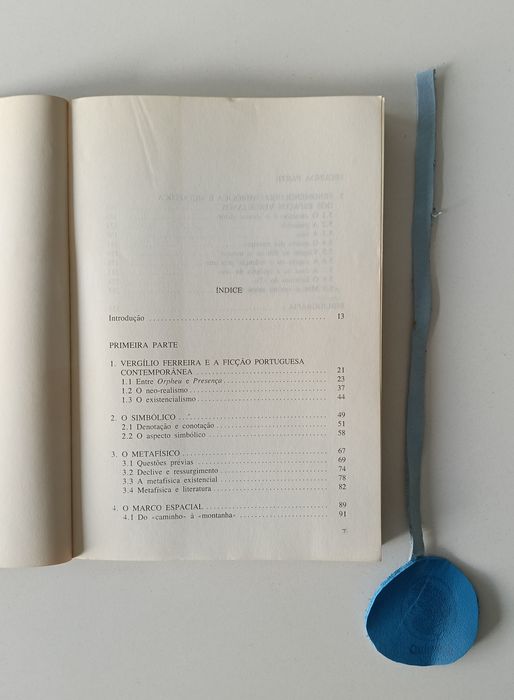 ÍNDICE
Introdução ........ 13
PRIMEIRA PARTE
1. VERGÍLIO FERREIRA E A FICÇÃO PORTUGUESA
CONTEMPORÂNEA ........ 21
1.1 Entre Orpheu e Presença ........ 23
1.2 O neo-realismo ........ 37
1.3 O existencialismo ........ 44
2. O SIMBÓLICO ........ 49
2.1 Denotação e conotação ........ 51
2.2 O aspecto simbólico ........ 58
3. O METAFÍSICO ........ 67
3.1 Questões prévias ........ 69
3.2 Declive e ressurgimento ........ 74
3.3 A metafísica existencial ........ 78
3.4 Metafísica e literatura ........ 82
4. O MARCO ESPACIAL ........ 89
4.1 Do «caminho» à «montanha» ........ 91
7